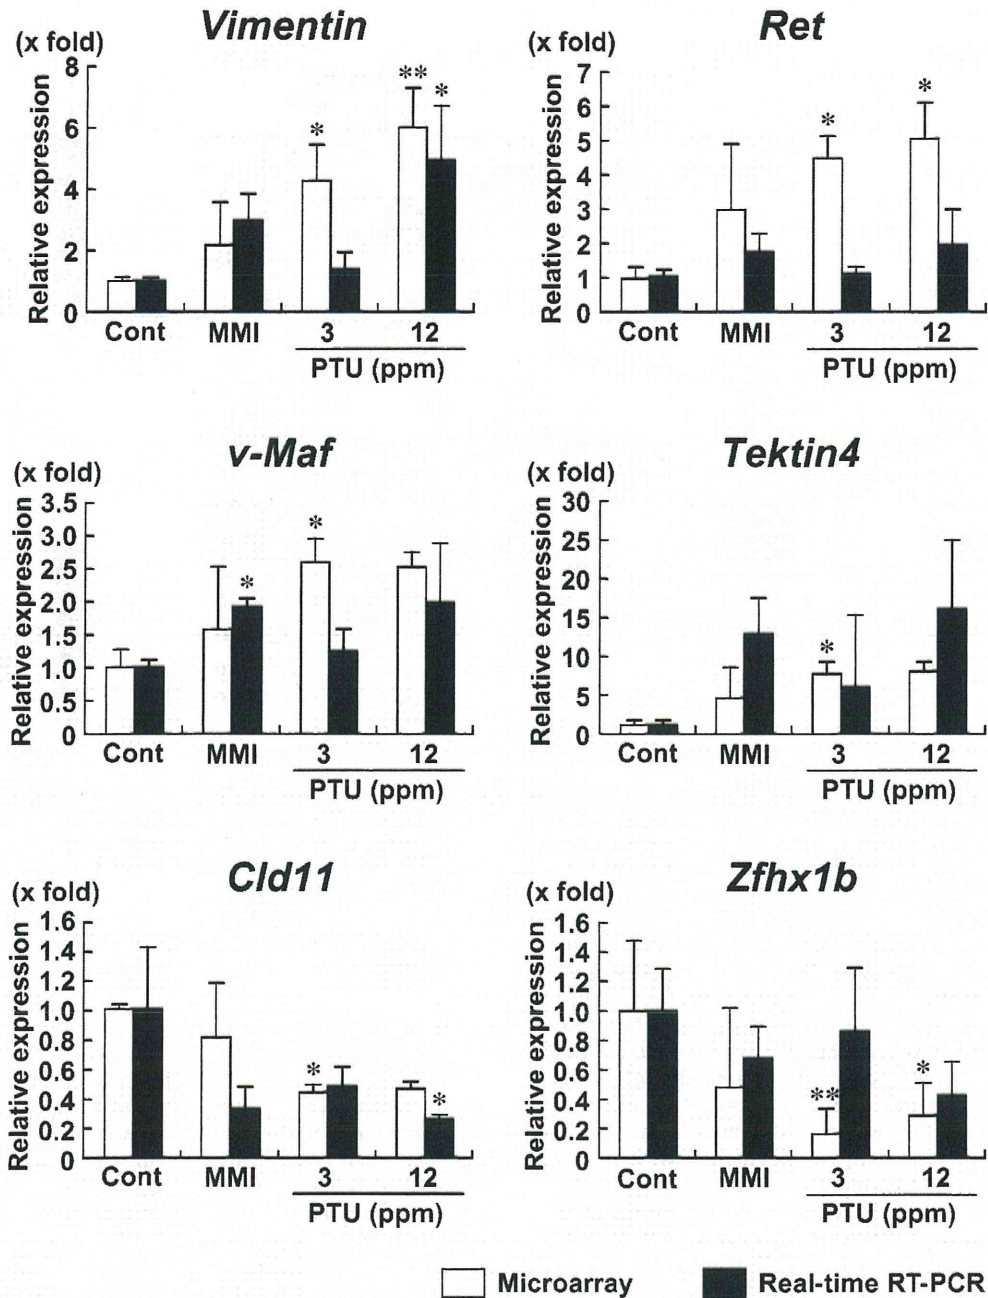 Vimentin
(x fold)
Relative expression
8
6
4
2
0
*
**
*
Cont MMI 3 12
PTU (ppm)
Ret
(x fold)
Relative expression
7
6
5
4
3
2
1
0
*
*
Cont MMI 3 12
PTU (ppm)
v-Maf
(x fold)
Relative expression
3.5
3.0
2.5
2.0
1.5
1.0
0.5
0
*
*
Cont MMI 3 12
PTU (ppm)
Tektin4
(x fold)
Relative expression
30
25
20
15
10
5
0
*
Cont MMI 3 12
PTU (ppm)
Cld11
(x fold)
Relative expression
1.6
1.4
1.2
1.0
0.8
0.6
0.4
0.2
0
*
*
Cont MMI 3 12
PTU (ppm)
Zfhx1b
(x fold)
Relative expression
1.6
1.4
1.2
1.0
0.8
0.6
0.4
0.2
0
**
*
Cont MMI 3 12
PTU (ppm)
Microarray Real-time RT-PCR